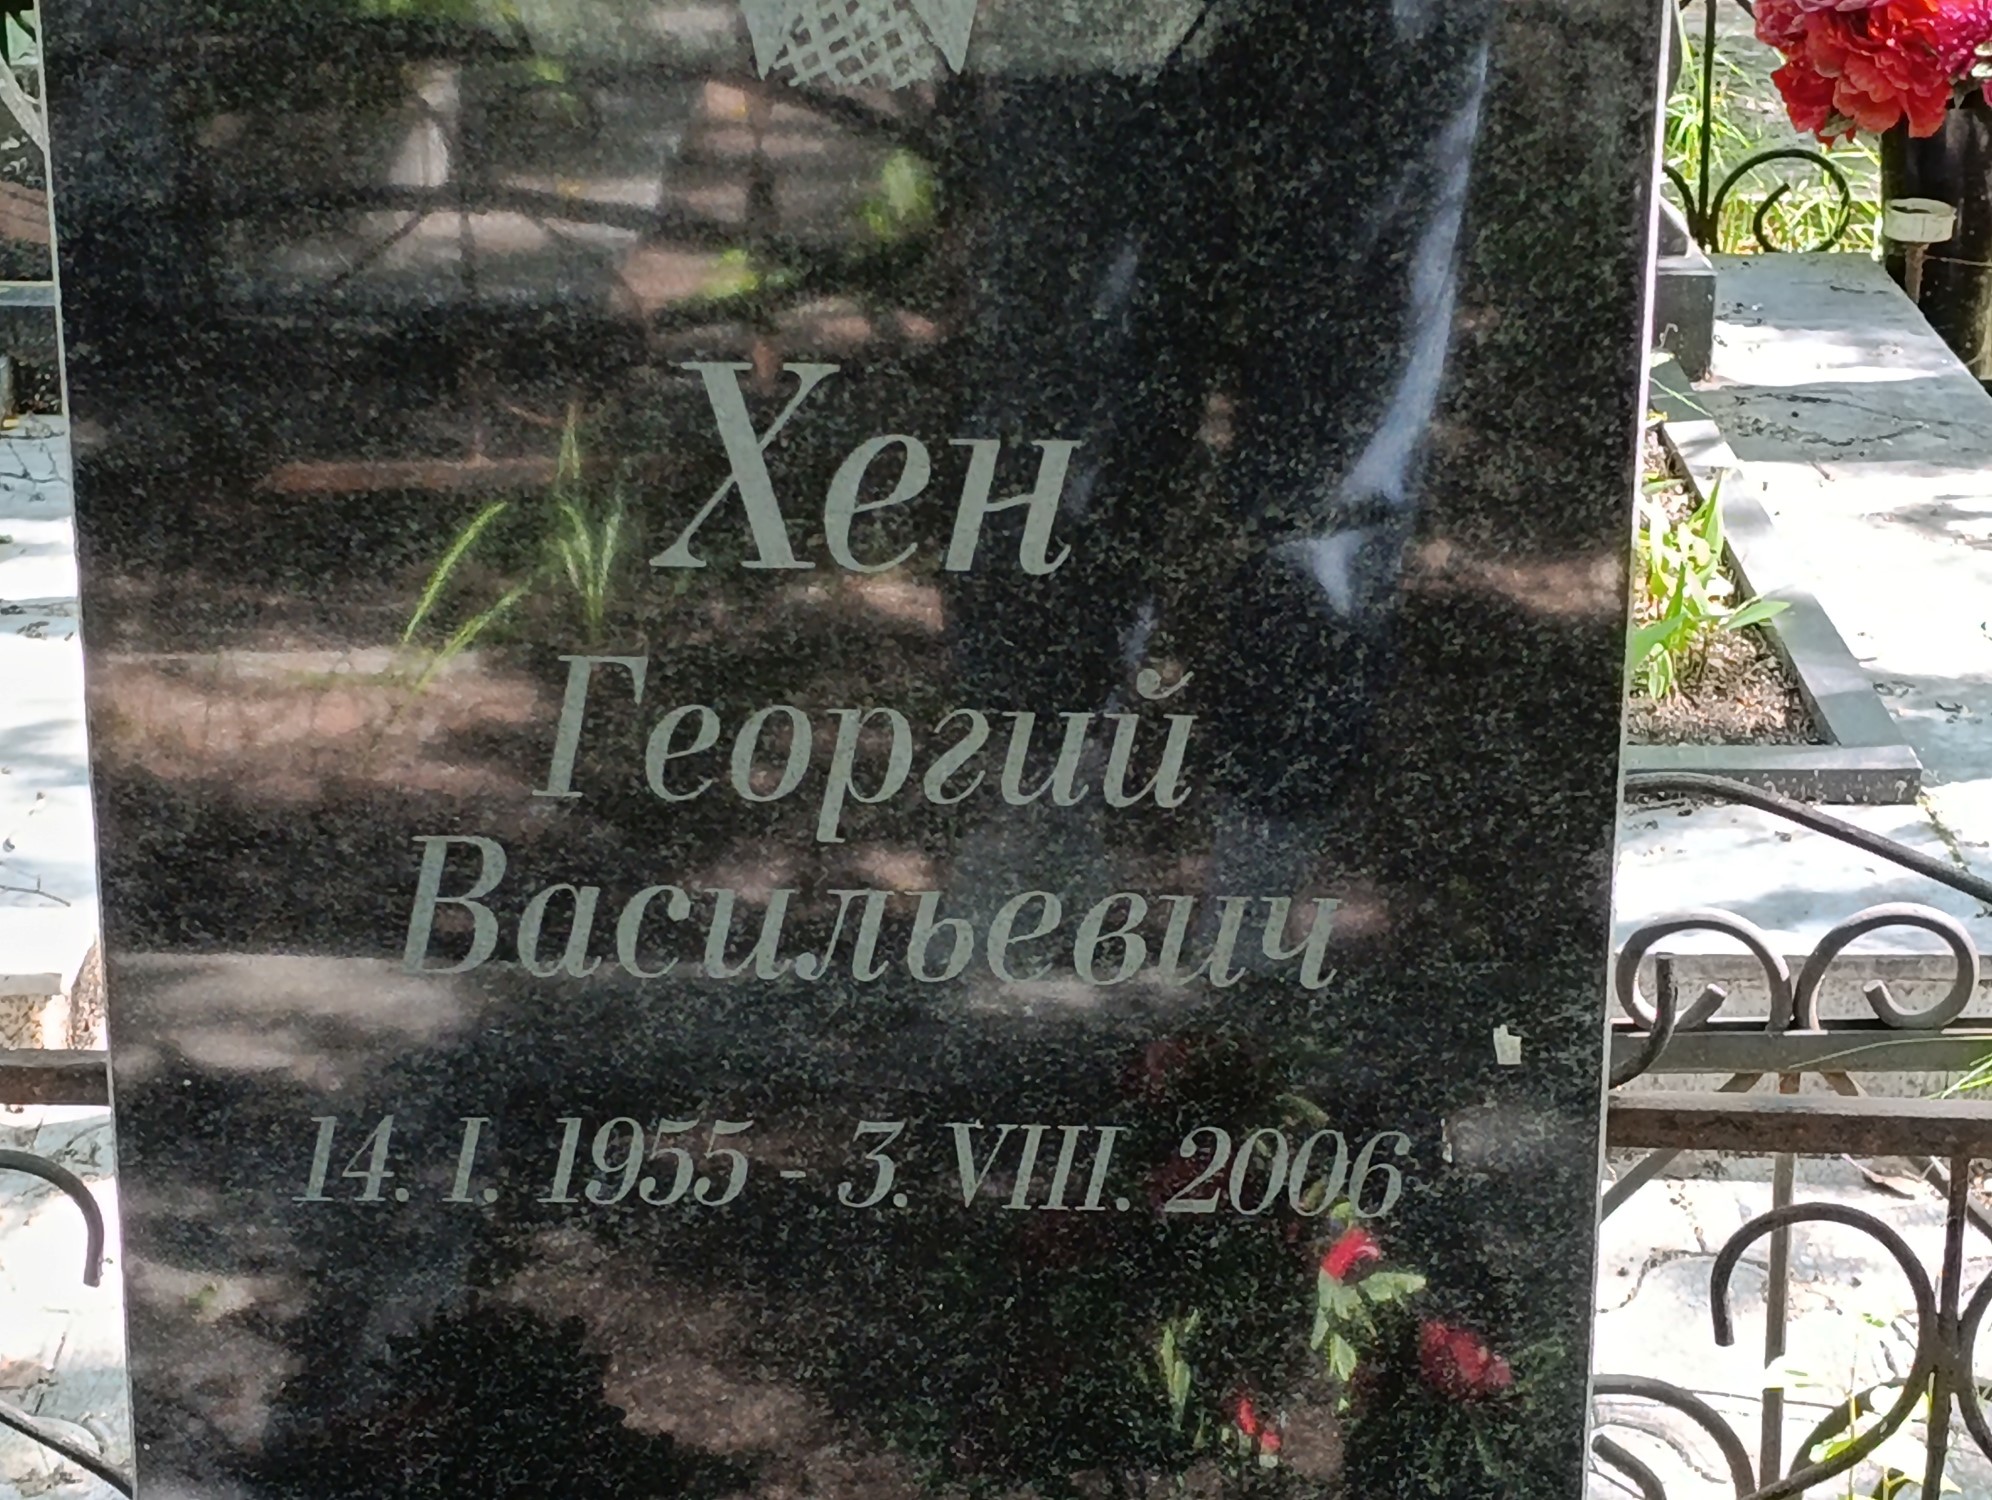 Хен
Георгий
Васильевич
14. I. 1955 - 3. VIII. 2006